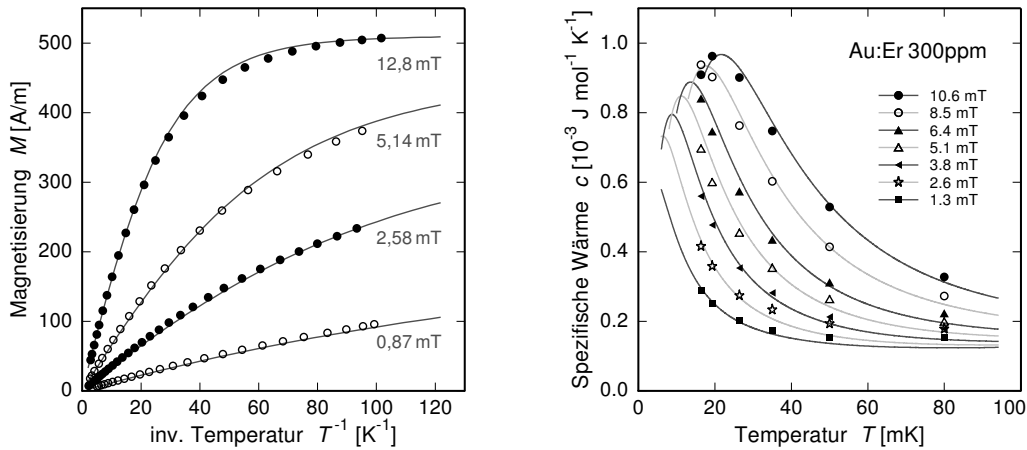 Magnetisierung M [A/m]
500
400
300
200
100
0
12,8 mT
5,14 mT
2,58 mT
0,87 mT
0 20 40 60 80 100 120
inv. Temperatur T⁻¹ [K⁻¹]
Spezifische Wärme c [10⁻³ J mol⁻¹ K⁻¹]
1.0
0.8
0.6
0.4
0.2
0.0
Au:Er 300ppm
10.6 mT
8.5 mT
6.4 mT
5.1 mT
3.8 mT
2.6 mT
1.3 mT
0 20 40 60 80 100
Temperatur T [mK]